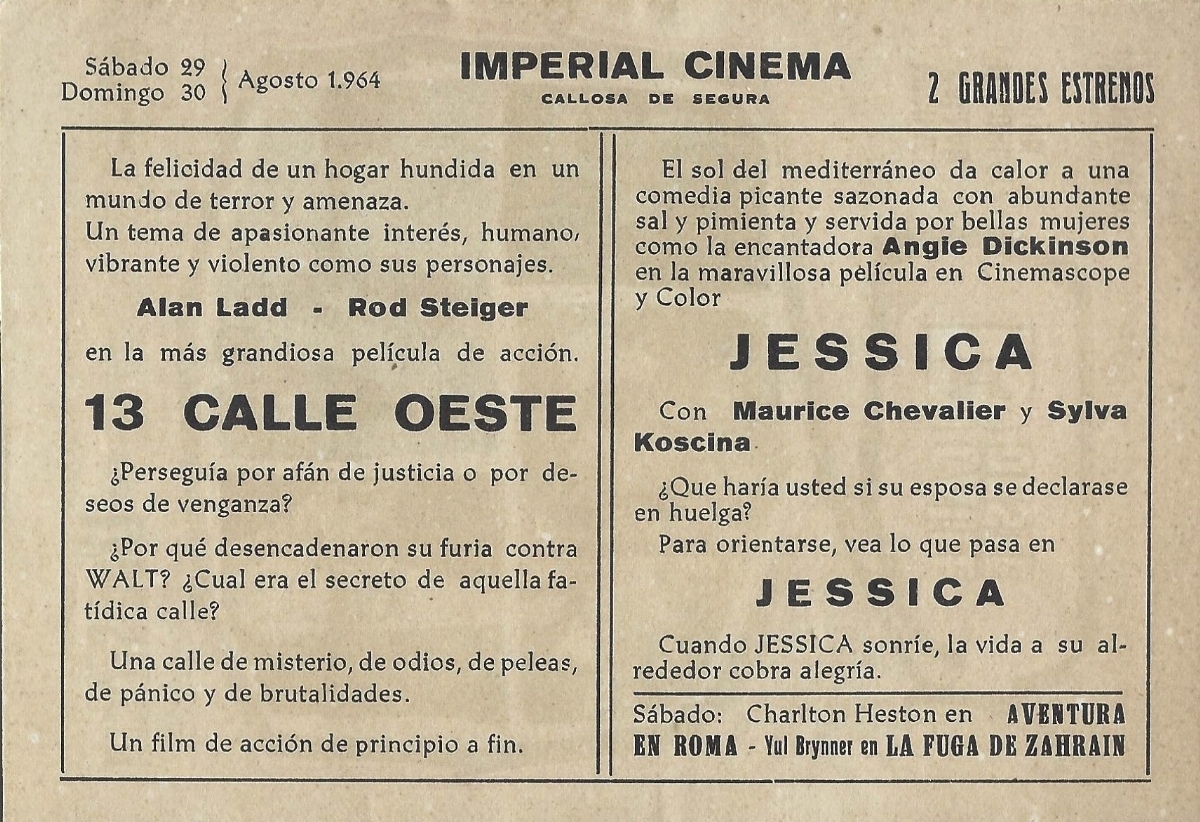 Sábado 29
Domingo 30
Agosto 1.964
IMPERIAL CINEMA
CALLOSA DE SEGURA
2 GRANDES ESTRENOS
La felicidad de un hogar hundida en un
mundo de terror y amenaza.
Un tema de apasionante interés, humano,
vibrante y violento como sus personajes.
Alan Ladd - Rod Steiger
en la más grandiosa película de acción.
13 CALLE OESTE
¿Perseguía por afán de justicia o por de-
seos de venganza?
¿Por qué desencadenaron su furia contra
WALT? ¿Cual era el secreto de aquella fa-
tídica calle?
Una calle de misterio, de odios, de peleas,
de pánico y de brutalidades.
Un film de acción de principio a fin.
El sol del mediterráneo da calor a una
comedia picante sazonada con abundante
sal y pimienta y servida por bellas mujeres
como la encantadora Angie Dickinson
en la maravillosa película en Cinemascope
y Color
JESSICA
Con Maurice Chevalier y Sylva
Koscina.
¿Que haría usted si su esposa se declarase
en huelga?
Para orientarse, vea lo que pasa en
JESSICA
Cuando JESSICA sonríe, la vida a su al-
rededor cobra alegría.
Sábado: Charlton Heston en AVENTURA
EN ROMA - Yul Brynner en LA FUGA DE ZAHRAIN